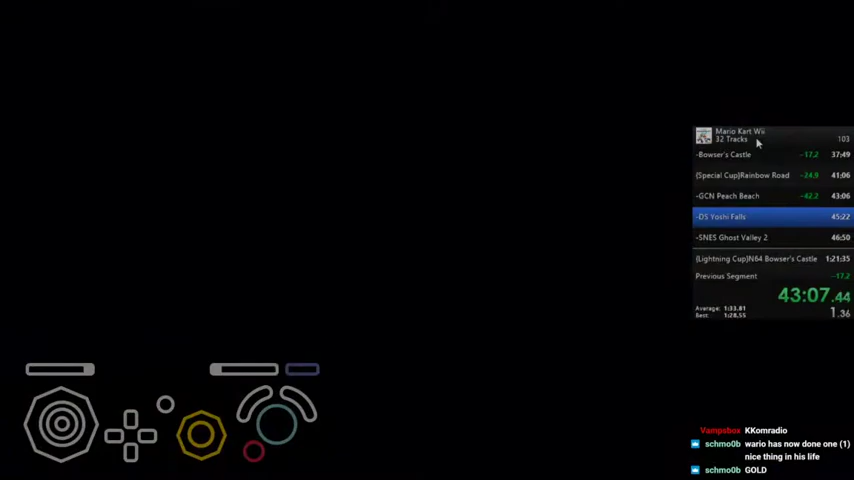 Mario Kart Wii
32 Tracks 103
-Bowser's Castle -17.2 37:49
{Special Cup}Rainbow Road -24.9 41:06
-GCN Peach Beach -42.2 43:06
-DS Yoshi Falls 45:22
-SNES Ghost Valley 2 46:50
{Lightning Cup}N64 Bowser's Castle 1:21:35
Previous Segment -17.2
43:07.44
Average: 1:33.81
Best: 1:28.55
1.36
Vampsbox KKomradio
schmo0b wario has now done one (1)
nice thing in his life
schmo0b GOLD